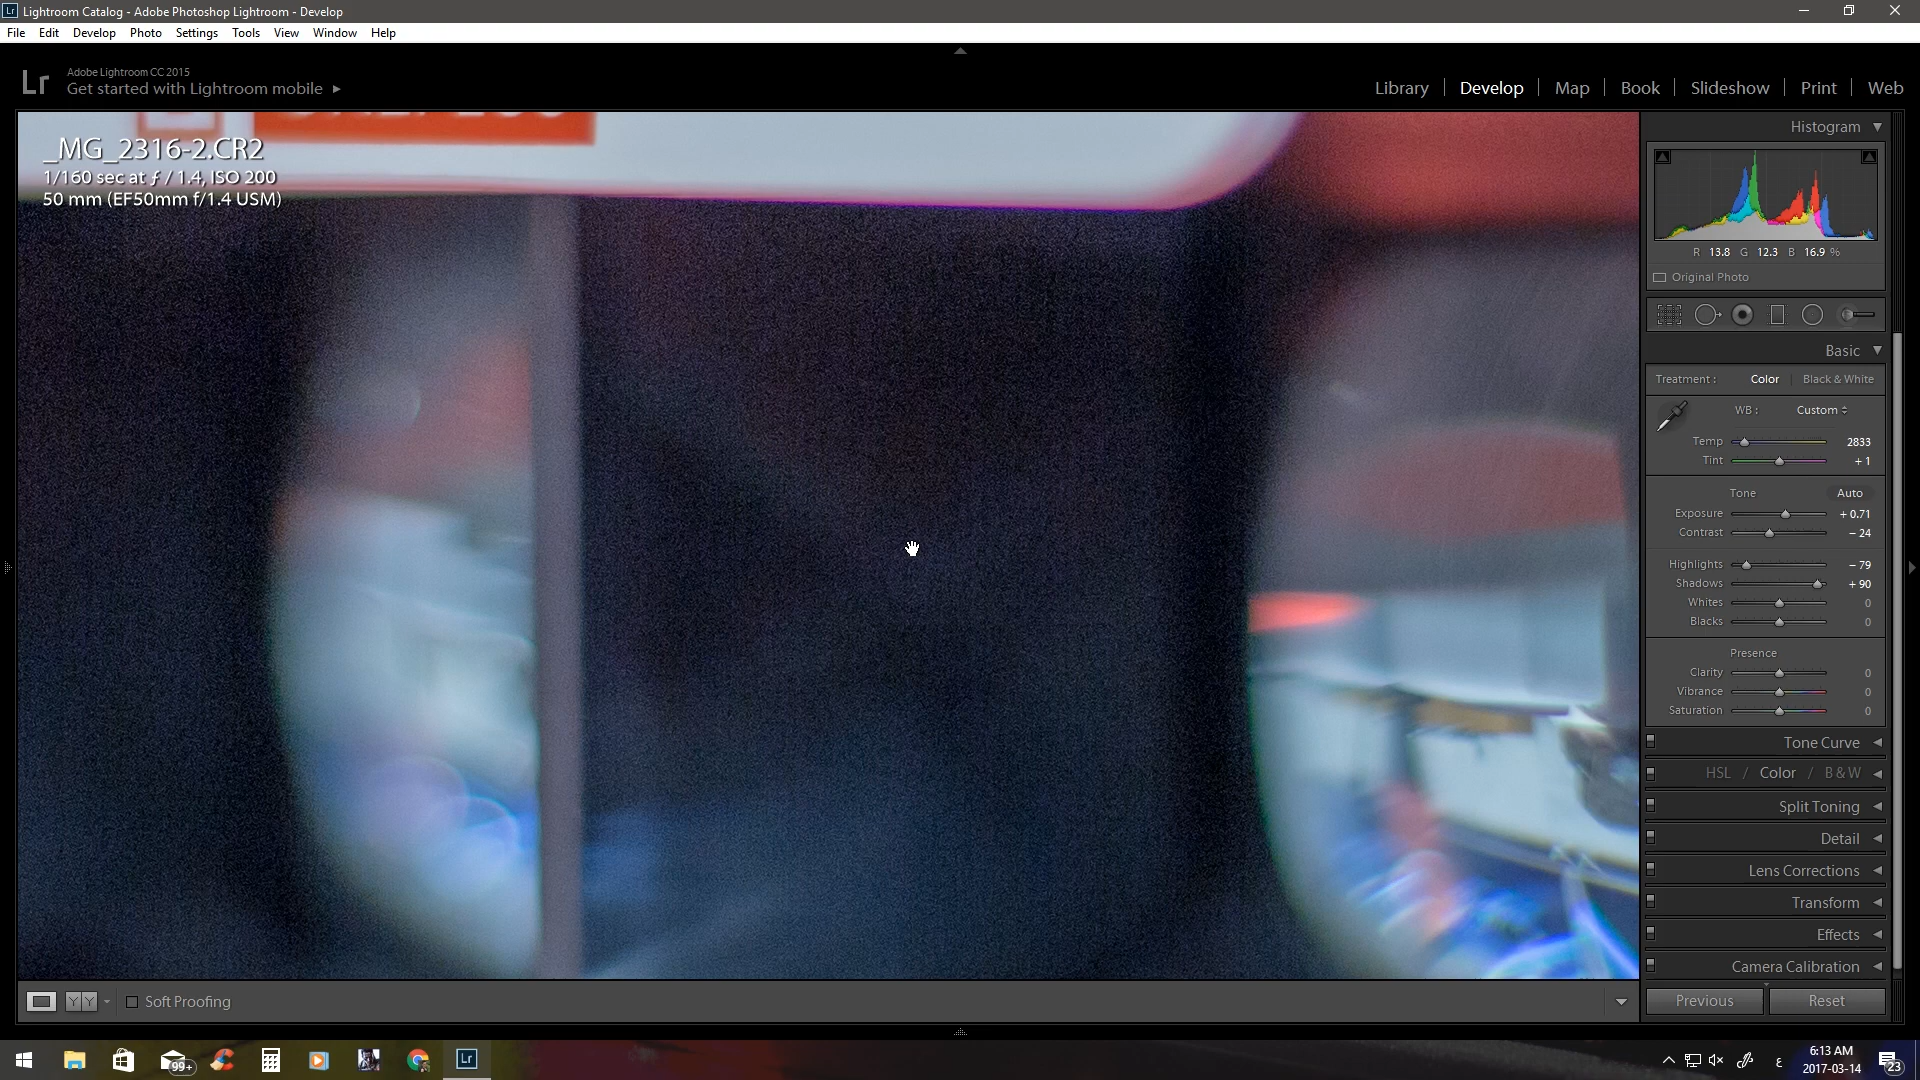 Lightroom Catalog - Adobe Photoshop Lightroom - Develop
File Edit Develop Photo Settings Tools View Window Help
Lr
Adobe Lightroom CC 2015
Get started with Lightroom mobile
Library Develop Map Book Slideshow Print Web
_MG_2316-2.CR2
1/160 sec at ƒ / 1.4, ISO 200
50 mm (EF50mm f/1.4 USM)
Histogram
R 13.8 G 12.3 B 16.9 %
Original Photo
Basic
Treatment : Color Black & White
WB : Custom
Temp 2833
Tint + 1
Tone Auto
Exposure + 0.71
Contrast – 24
Highlights – 79
Shadows + 90
Whites 0
Blacks 0
Presence
Clarity 0
Vibrance 0
Saturation 0
Tone Curve
HSL / Color / B & W
Split Toning
Detail
Lens Corrections
Transform
Effects
Camera Calibration
Previous Reset
Y Y Soft Proofing
99+
Lr
ع
6:13 AM
2017-03-14
23